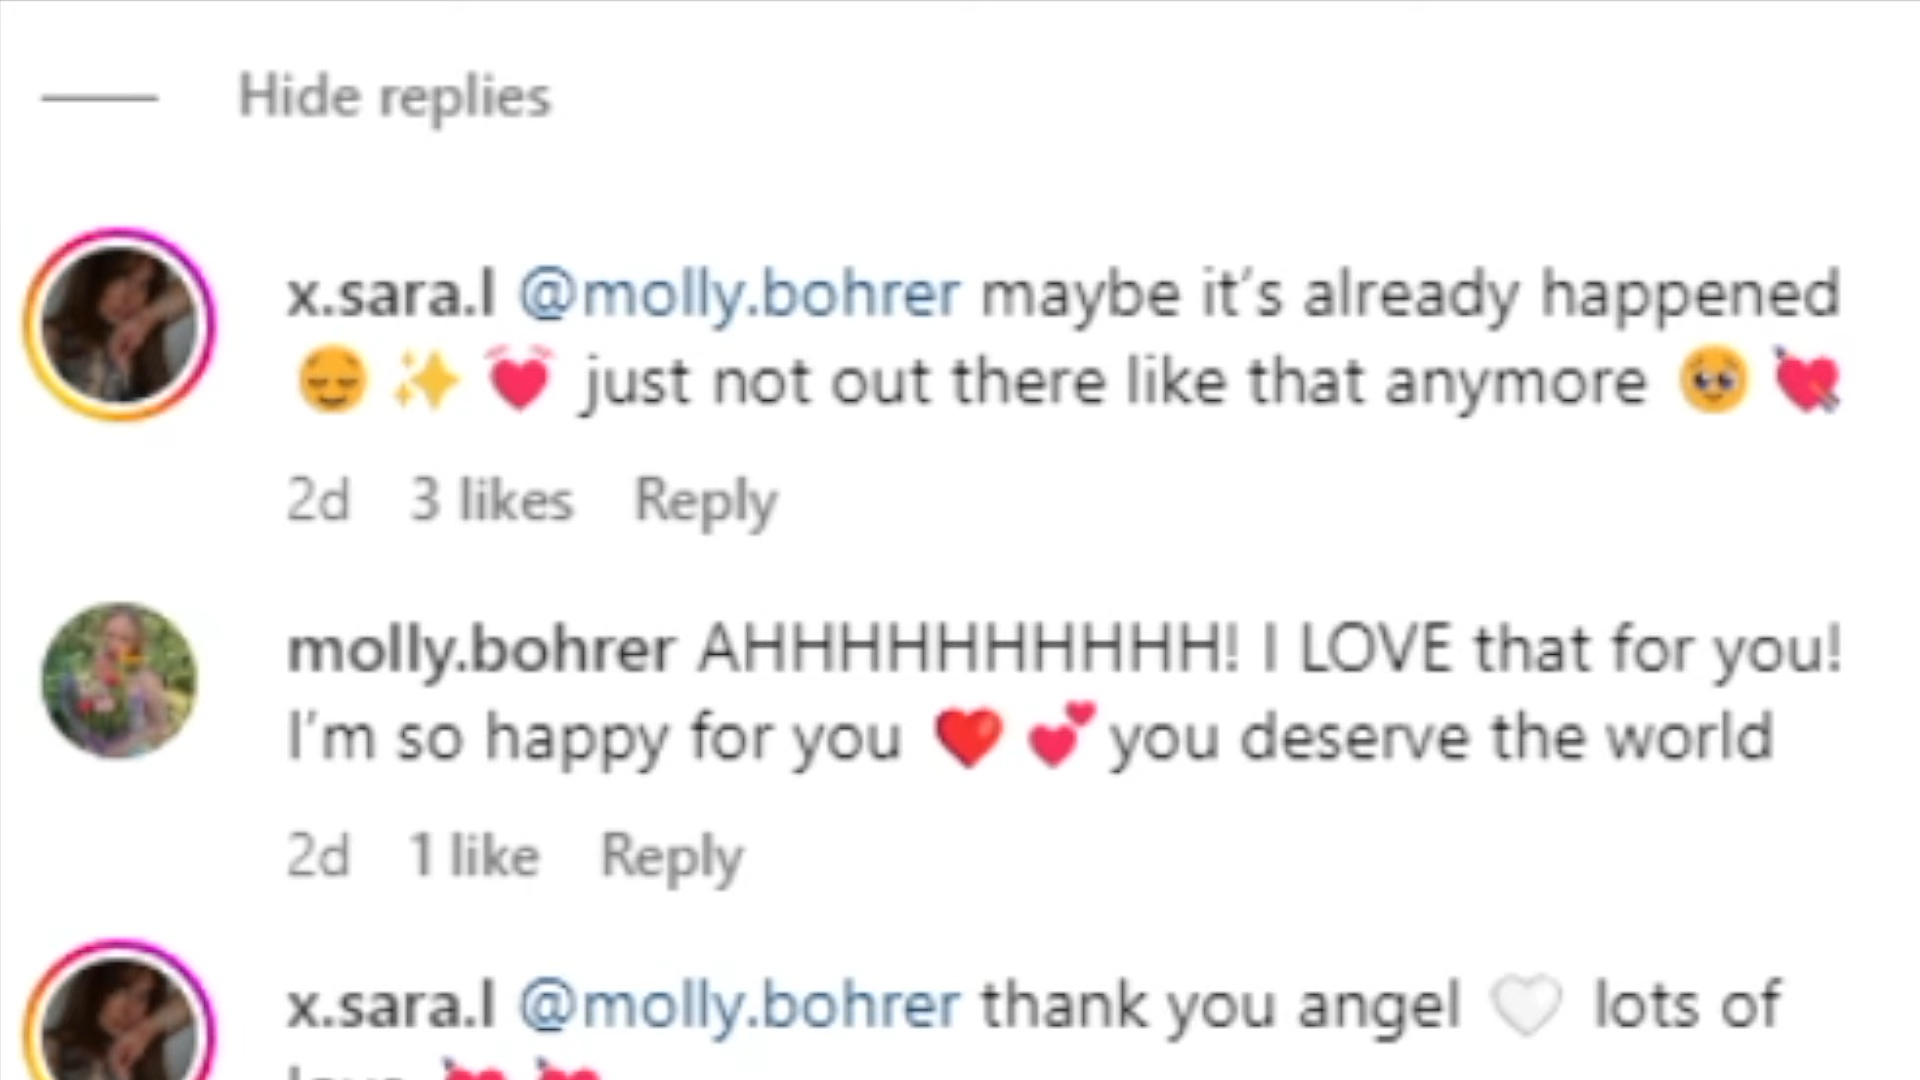 Hide replies
x.sara.l @molly.bohrer maybe it's already happened
😔✨💓 just not out there like that anymore 🥹💘
2d 3 likes Reply
molly.bohrer AHHHHHHHHHHH! I LOVE that for you!
I'm so happy for you ❤️💕 you deserve the world
2d 1 like Reply
x.sara.l @molly.bohrer thank you angel 🤍 lots of